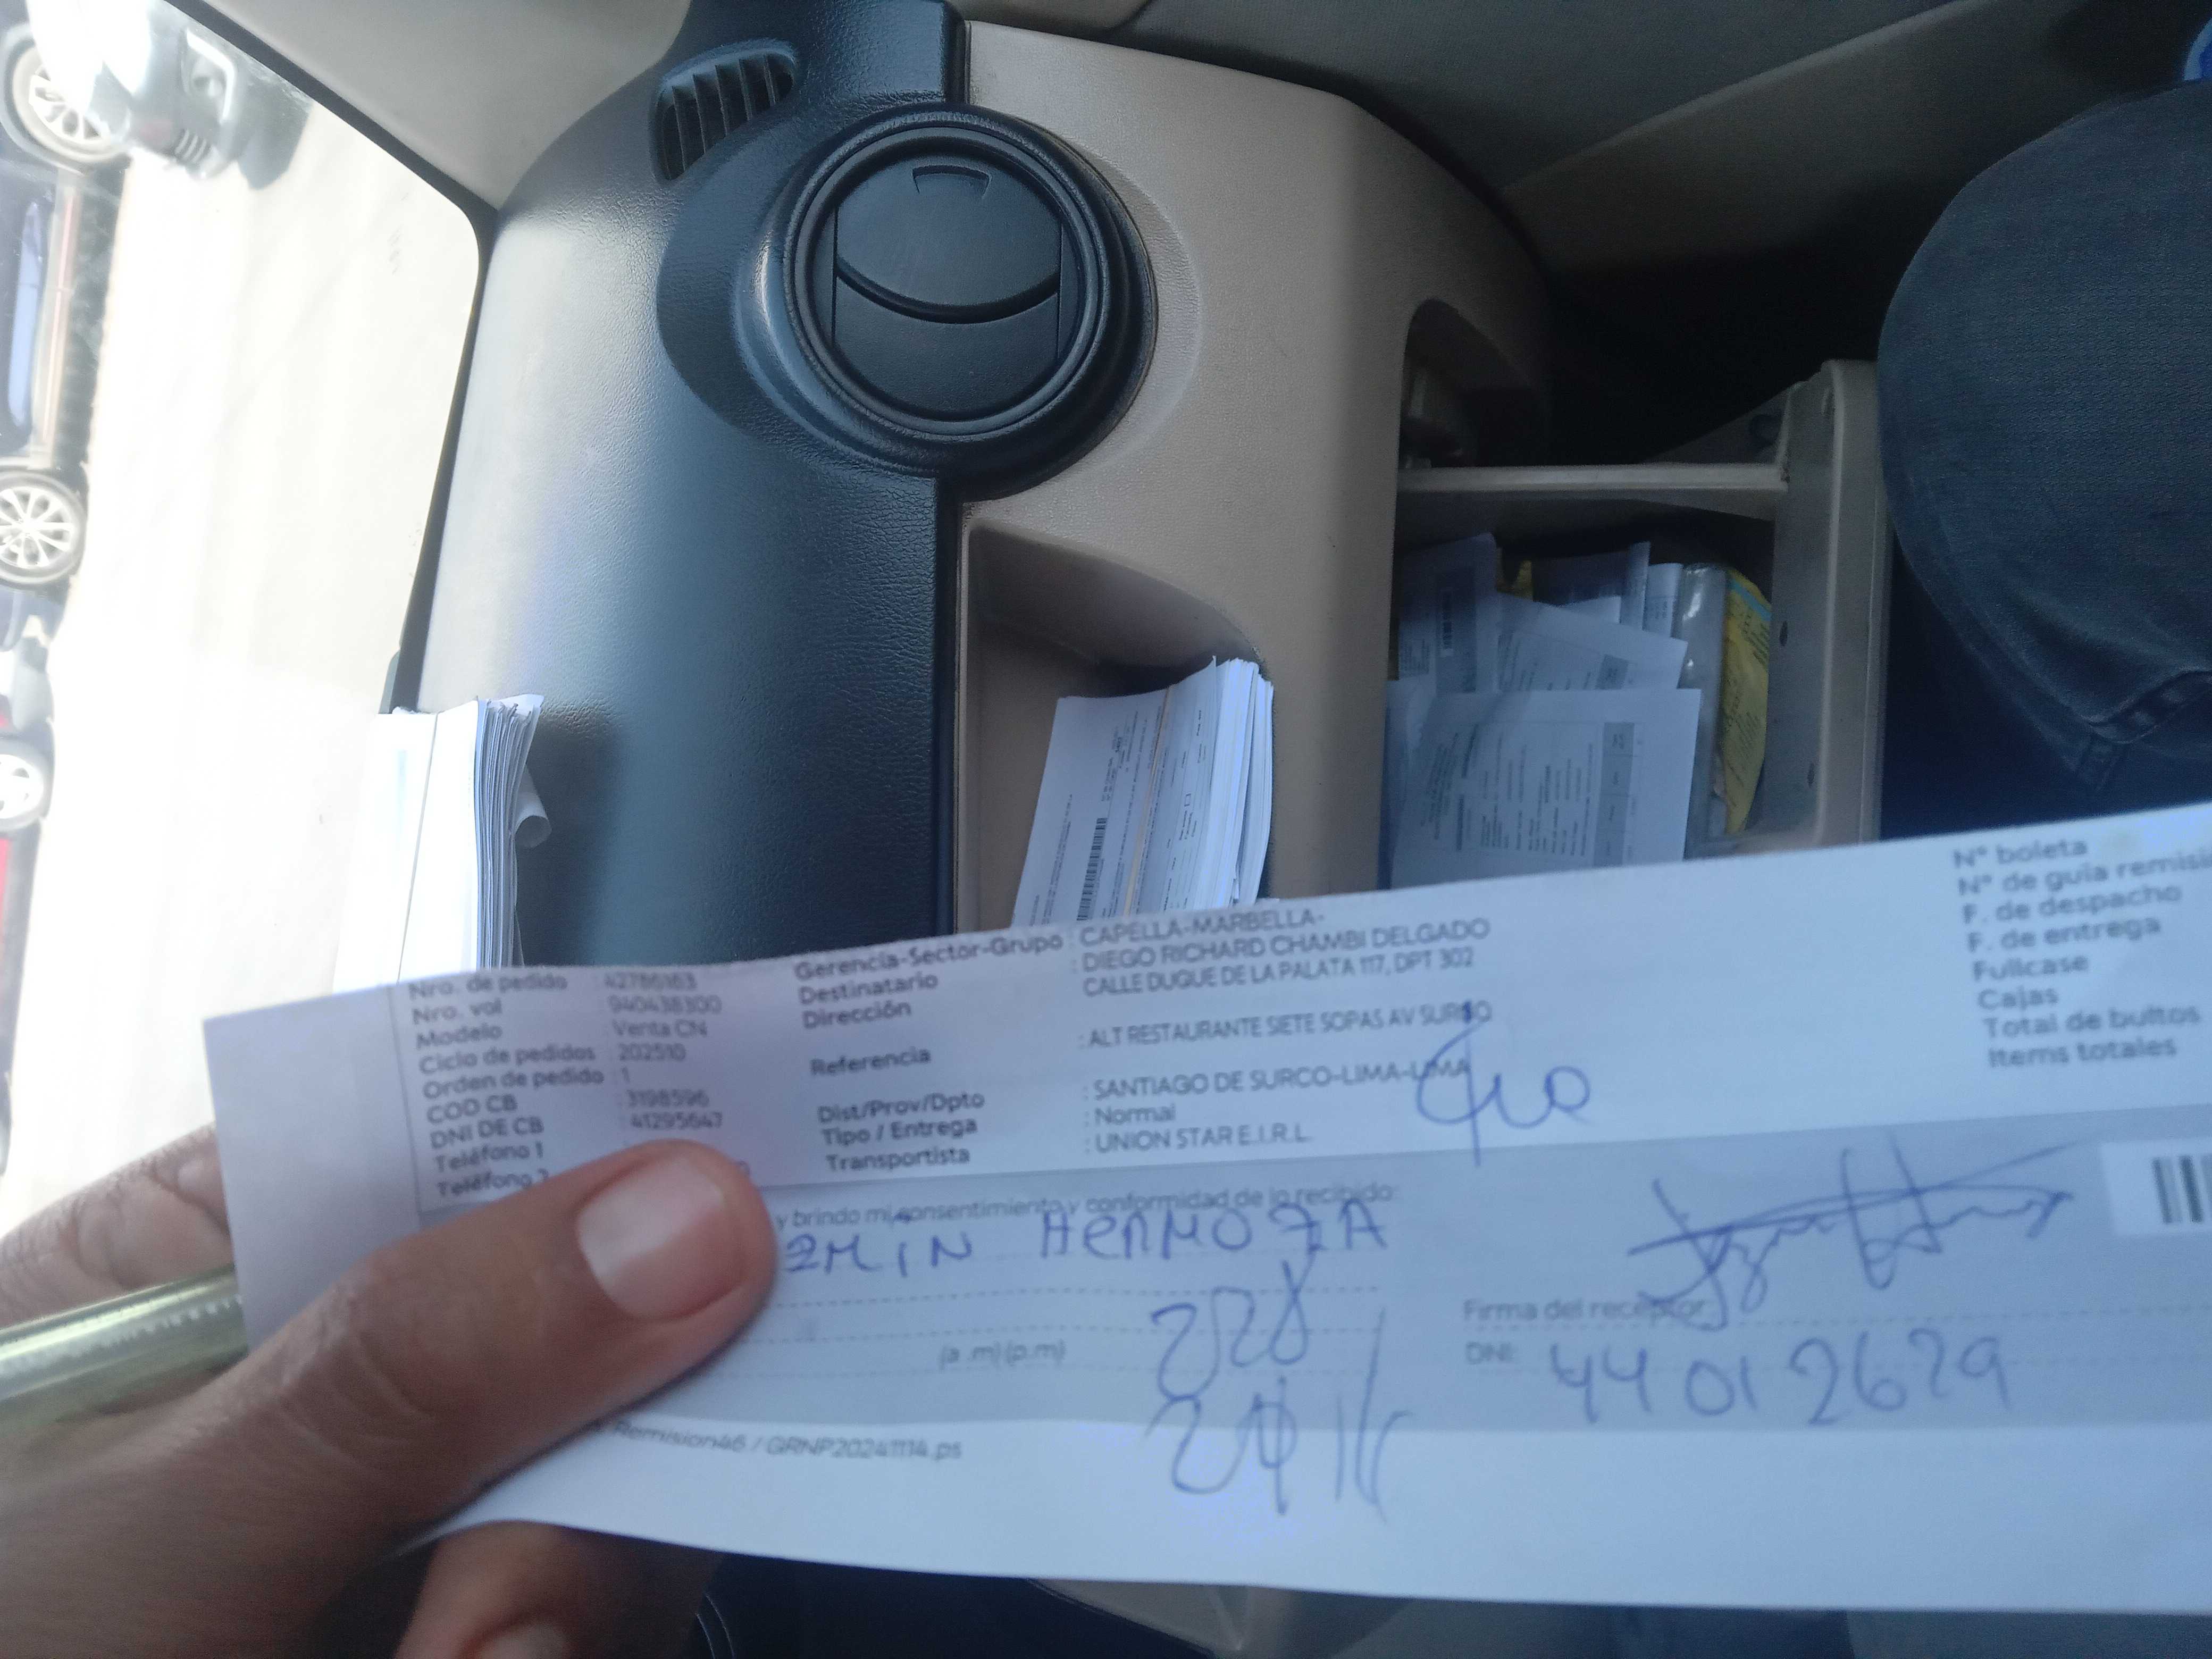 Nro. de pedido : 42786163
Nro. vol : 940438300
Modelo : Venta CN
Ciclo de pedidos : 202510
Orden de pedido : 1
COD CB : 3198596
DNI DE CB : 41295647
Teléfono 1
Teléfono 2
Gerencia-Sector-Grupo : CAPELLA-MARBELLA-
Destinatario : DIEGO RICHARD CHAMBI DELGADO
Dirección : CALLE DUQUE DE LA PALATA 117, DPT 302
Referencia : ALT RESTAURANTE SIETE SOPAS AV SURCO
Dist/Prov/Dpto : SANTIAGO DE SURCO-LIMA-LIMA
Tipo / Entrega : Normal
Transportista : UNION STAR E.I.R.L.
N° boleta
N° de guía remisi
F. de despacho
F. de entrega
Fullcase
Cajas
Total de bultos
Items totales
y brindo mi consentimiento y conformidad de lo recibido:
ZMIN HERMOZA
Firma del receptor:
(a .m) (p.m)
228
DNI: 44012629
Remision46 / GRNP20241114.ps